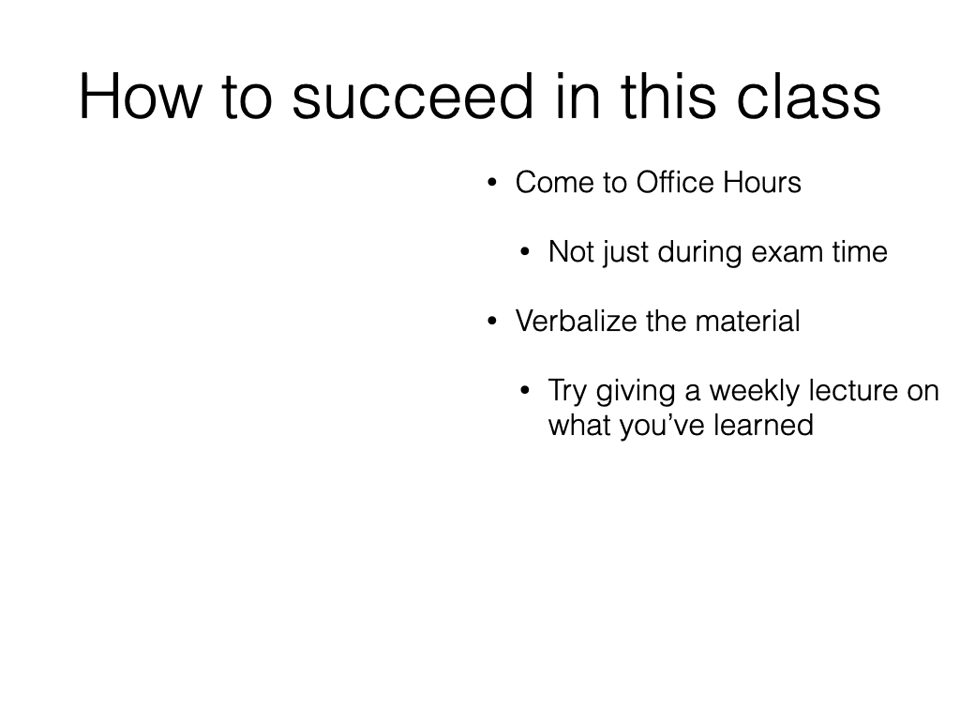 How to succeed in this class
• Come to Office Hours
• Not just during exam time
• Verbalize the material
• Try giving a weekly lecture on
what you’ve learned